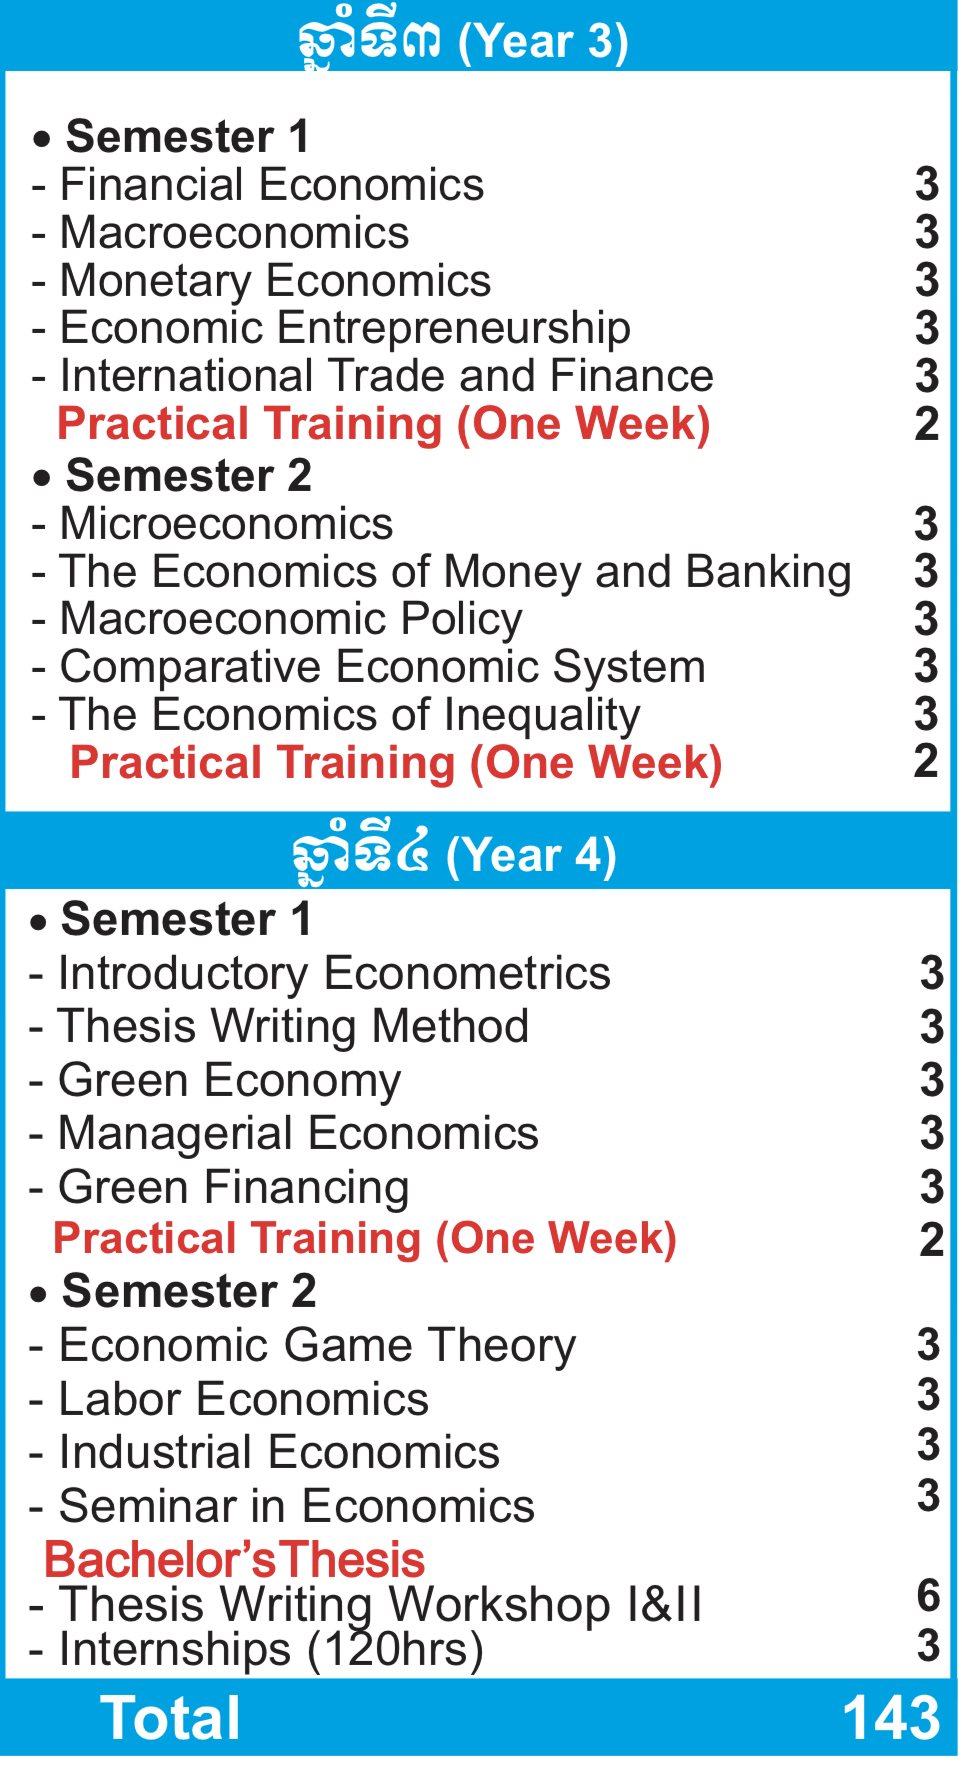 ឆ្នាំទី៣ (Year 3)
• Semester 1
- Financial Economics 3
- Macroeconomics 3
- Monetary Economics 3
- Economic Entrepreneurship 3
- International Trade and Finance 3
Practical Training (One Week) 2
• Semester 2
- Microeconomics 3
- The Economics of Money and Banking 3
- Macroeconomic Policy 3
- Comparative Economic System 3
- The Economics of Inequality 3
Practical Training (One Week) 2
ឆ្នាំទី៤ (Year 4)
• Semester 1
- Introductory Econometrics 3
- Thesis Writing Method 3
- Green Economy 3
- Managerial Economics 3
- Green Financing 3
Practical Training (One Week) 2
• Semester 2
- Economic Game Theory 3
- Labor Economics 3
- Industrial Economics 3
- Seminar in Economics 3
Bachelor’s Thesis
- Thesis Writing Workshop I&II 6
- Internships (120hrs) 3
Total 143